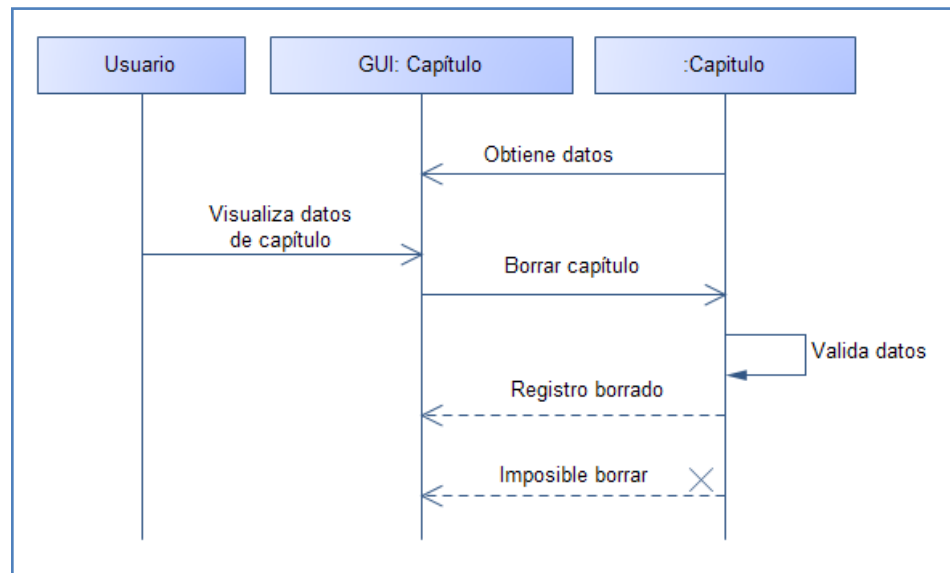 Usuario
GUI: Capítulo
:Capitulo
Obtiene datos
Visualiza datos
de capítulo
Borrar capítulo
Valida datos
Registro borrado
Imposible borrar